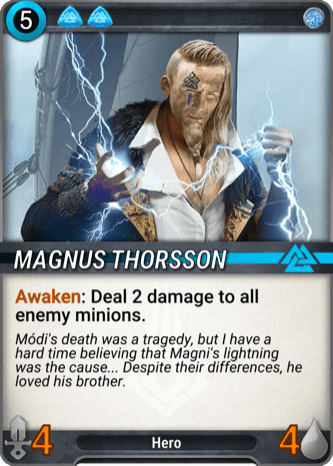 5
MAGNUS THORSSON
Awaken: Deal 2 damage to all
enemy minions.
Módi's death was a tragedy, but I have a
hard time believing that Magni's lightning
was the cause... Despite their differences, he
loved his brother.
4
Hero
4